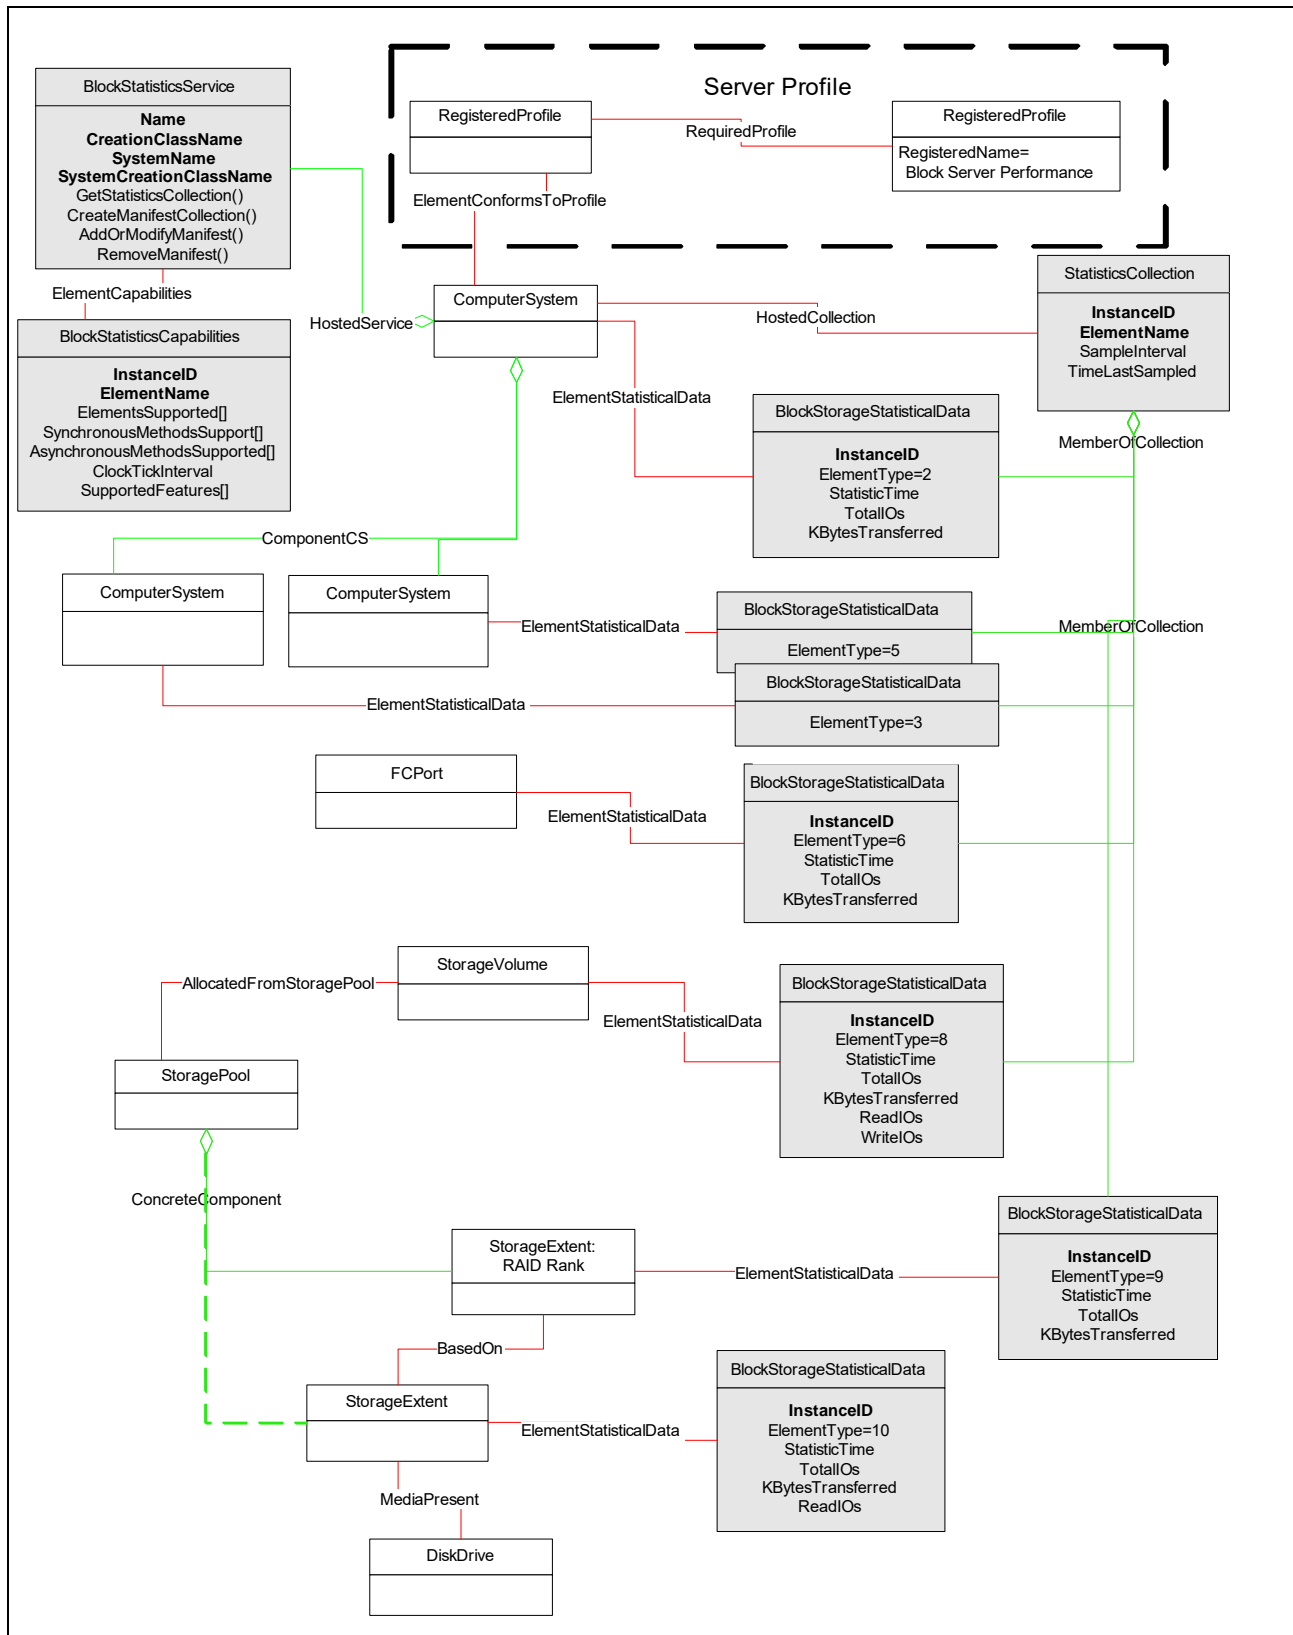 Server Profile
BlockStatisticsService
Name
CreationClassName
SystemName
SystemCreationClassName
GetStatisticsCollection()
CreateManifestCollection()
AddOrModifyManifest()
RemoveManifest()
RegisteredProfile
RequiredProfile
RegisteredProfile
RegisteredName=
Block Server Performance
ElementConformsToProfile
ElementCapabilities
BlockStatisticsCapabilities
InstanceID
ElementName
ElementsSupported[]
SynchronousMethodsSupport[]
AsynchronousMethodsSupported[]
ClockTickInterval
SupportedFeatures[]
HostedService
ComputerSystem
HostedCollection
StatisticsCollection
InstanceID
ElementName
SampleInterval
TimeLastSampled
ElementStatisticalData
BlockStorageStatisticalData
InstanceID
ElementType=2
StatisticTime
TotalIOs
KBytesTransferred
MemberOfCollection
ComponentCS
ComputerSystem
ComputerSystem
ElementStatisticalData
BlockStorageStatisticalData
ElementType=5
MemberOfCollection
ElementStatisticalData
BlockStorageStatisticalData
ElementType=3
FCPort
ElementStatisticalData
BlockStorageStatisticalData
InstanceID
ElementType=6
StatisticTime
TotalIOs
KBytesTransferred
AllocatedFromStoragePool
StorageVolume
ElementStatisticalData
BlockStorageStatisticalData
InstanceID
ElementType=8
StatisticTime
TotalIOs
KBytesTransferred
ReadIOs
WriteIOs
StoragePool
ConcreteComponent
StorageExtent:
RAID Rank
ElementStatisticalData
BlockStorageStatisticalData
InstanceID
ElementType=9
StatisticTime
TotalIOs
KBytesTransferred
BasedOn
StorageExtent
ElementStatisticalData
BlockStorageStatisticalData
InstanceID
ElementType=10
StatisticTime
TotalIOs
KBytesTransferred
ReadIOs
MediaPresent
DiskDrive